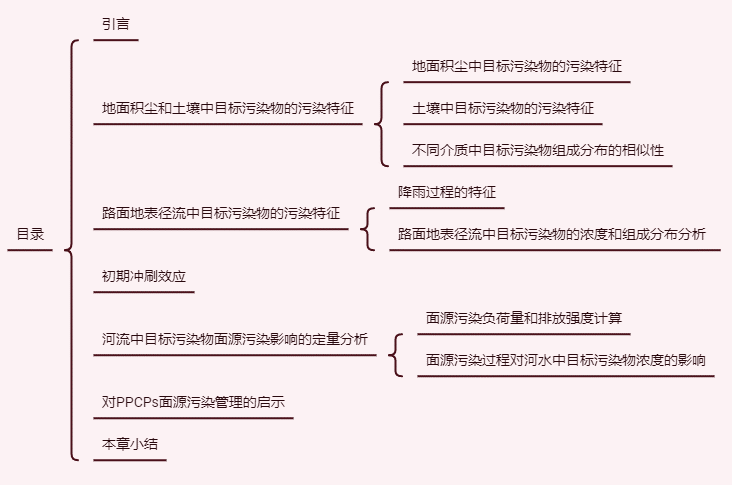 目录
引言
地面积尘和土壤中目标污染物的污染特征
地面积尘中目标污染物的污染特征
土壤中目标污染物的污染特征
不同介质中目标污染物组成分布的相似性
路面地表径流中目标污染物的污染特征
降雨过程的特征
路面地表径流中目标污染物的浓度和组成分布分析
初期冲刷效应
河流中目标污染物面源污染影响的定量分析
面源污染负荷量和排放强度计算
面源污染过程对河水中目标污染物浓度的影响
对PPCPs面源污染管理的启示
本章小结